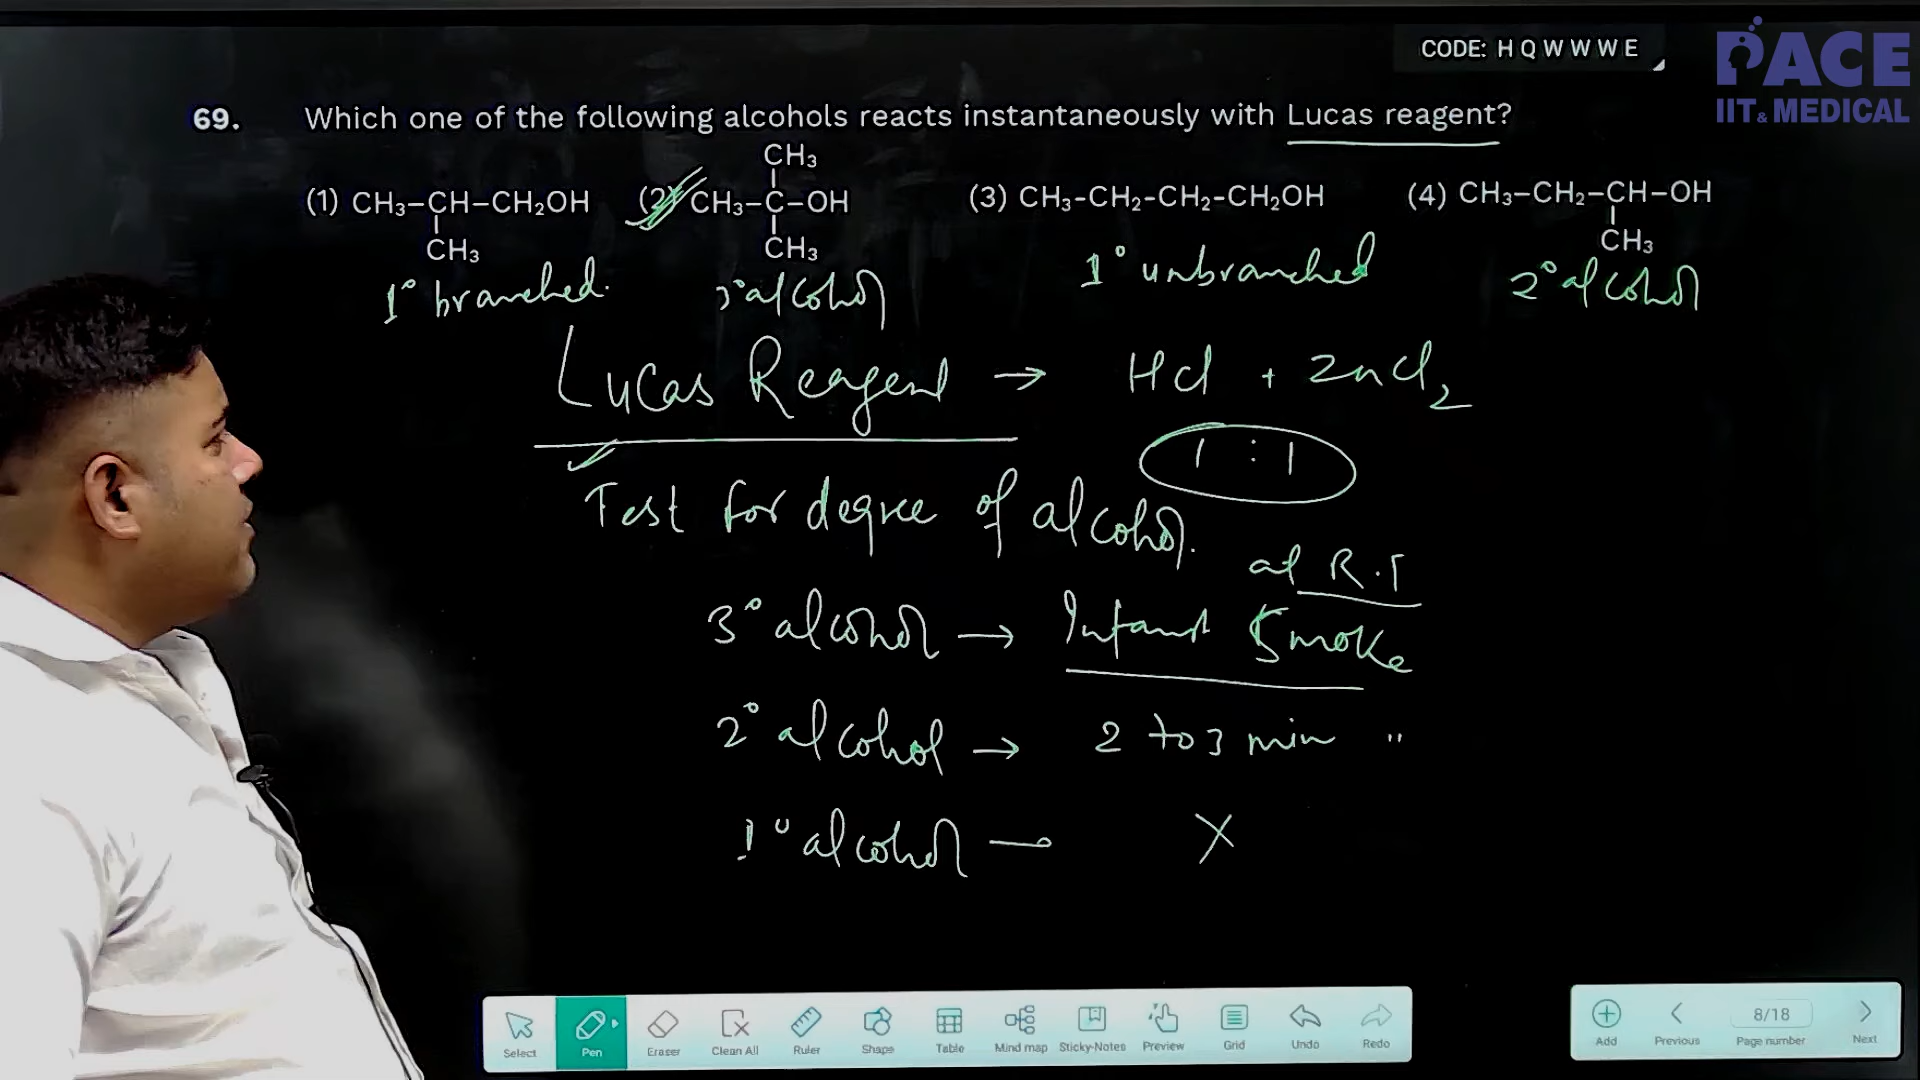 CODE: H Q W W W E
PACE
IIT & MEDICAL
69. Which one of the following alcohols reacts instantaneously with Lucas reagent?
(1) CH₃–CH–CH₂OH
CH₃
(2) CH₃–C–OH
CH₃
CH₃
(3) CH₃-CH₂-CH₂-CH₂OH
(4) CH₃–CH₂–CH–OH
CH₃
1° branched.
3° alcohol
1° unbranched
2° alcohol
Lucas Reagent → HCl + ZnCl₂
1 : 1
Test for degree of alcohol.
at R.T
3° alcohol → Smoke
2° alcohol → 2 to 3 min "
1° alcohol — X
Select
Pen
Eraser
Clean All
Ruler
Shape
Table
Mind map
Sticky-Notes
Preview
Grid
Undo
Redo
Add
Previous
8/18
Page number
Next